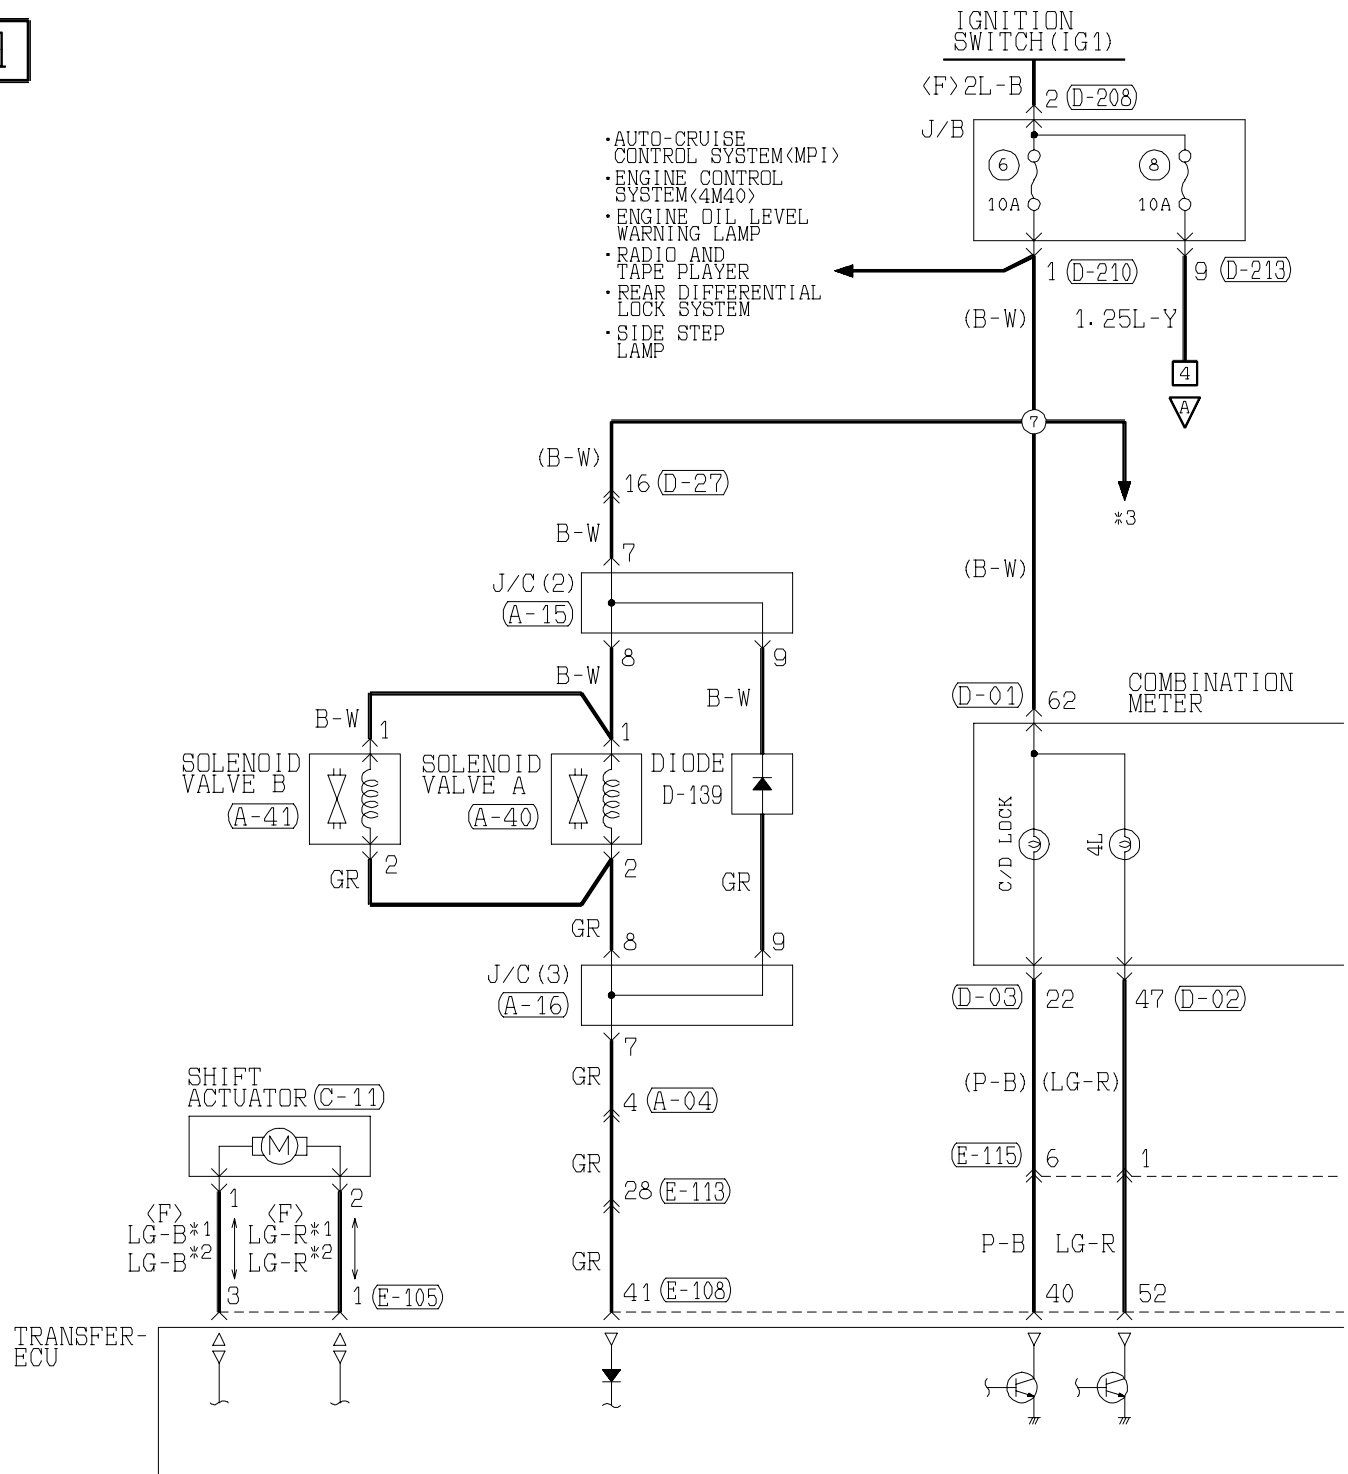 1
IGNITION
SWITCH(IG1)
<F>2L-B
2 (D-208)
J/B
6
10A
8
10A
·AUTO-CRUISE
CONTROL SYSTEM<MPI>
·ENGINE CONTROL
SYSTEM<4M40>
·ENGINE OIL LEVEL
WARNING LAMP
·RADIO AND
TAPE PLAYER
·REAR DIFFERENTIAL
LOCK SYSTEM
·SIDE STEP
LAMP
1 (D-210)
9 (D-213)
(B-W)
1.25L-Y
4
A
7
(B-W)
16 (D-27)
*3
B-W
7
(B-W)
J/C(2)
(A-15)
8
9
B-W
B-W
B-W
1
1
(D-01)
62
COMBINATION
METER
SOLENOID
VALVE B
(A-41)
SOLENOID
VALVE A
(A-40)
DIODE
D-139
C/D LOCK
4L
2
2
GR
GR
GR
8
9
J/C(3)
(A-16)
(D-03)
22
47 (D-02)
7
GR
4 (A-04)
(P-B)
(LG-R)
SHIFT
ACTUATOR (C-11)
M
GR
(E-115)
6
1
1
2
28 (E-113)
<F>
LG-B*1
LG-B*2
<F>
LG-R*1
LG-R*2
P-B
LG-R
GR
3
1 (E-105)
41 (E-108)
40
52
TRANSFER-
ECU